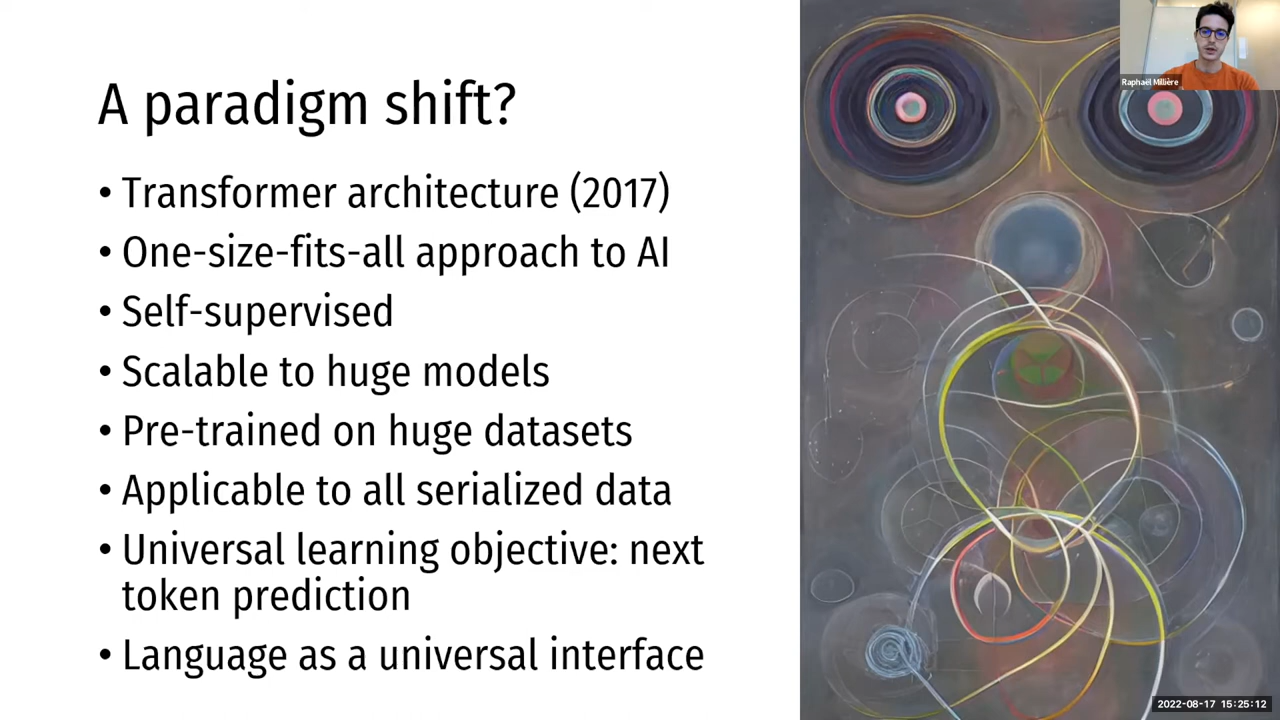 A paradigm shift?
• Transformer architecture (2017)
• One-size-fits-all approach to AI
• Self-supervised
• Scalable to huge models
• Pre-trained on huge datasets
• Applicable to all serialized data
• Universal learning objective: next
token prediction
• Language as a universal interface
Raphaël Millière
2022-08-17 15:25:12